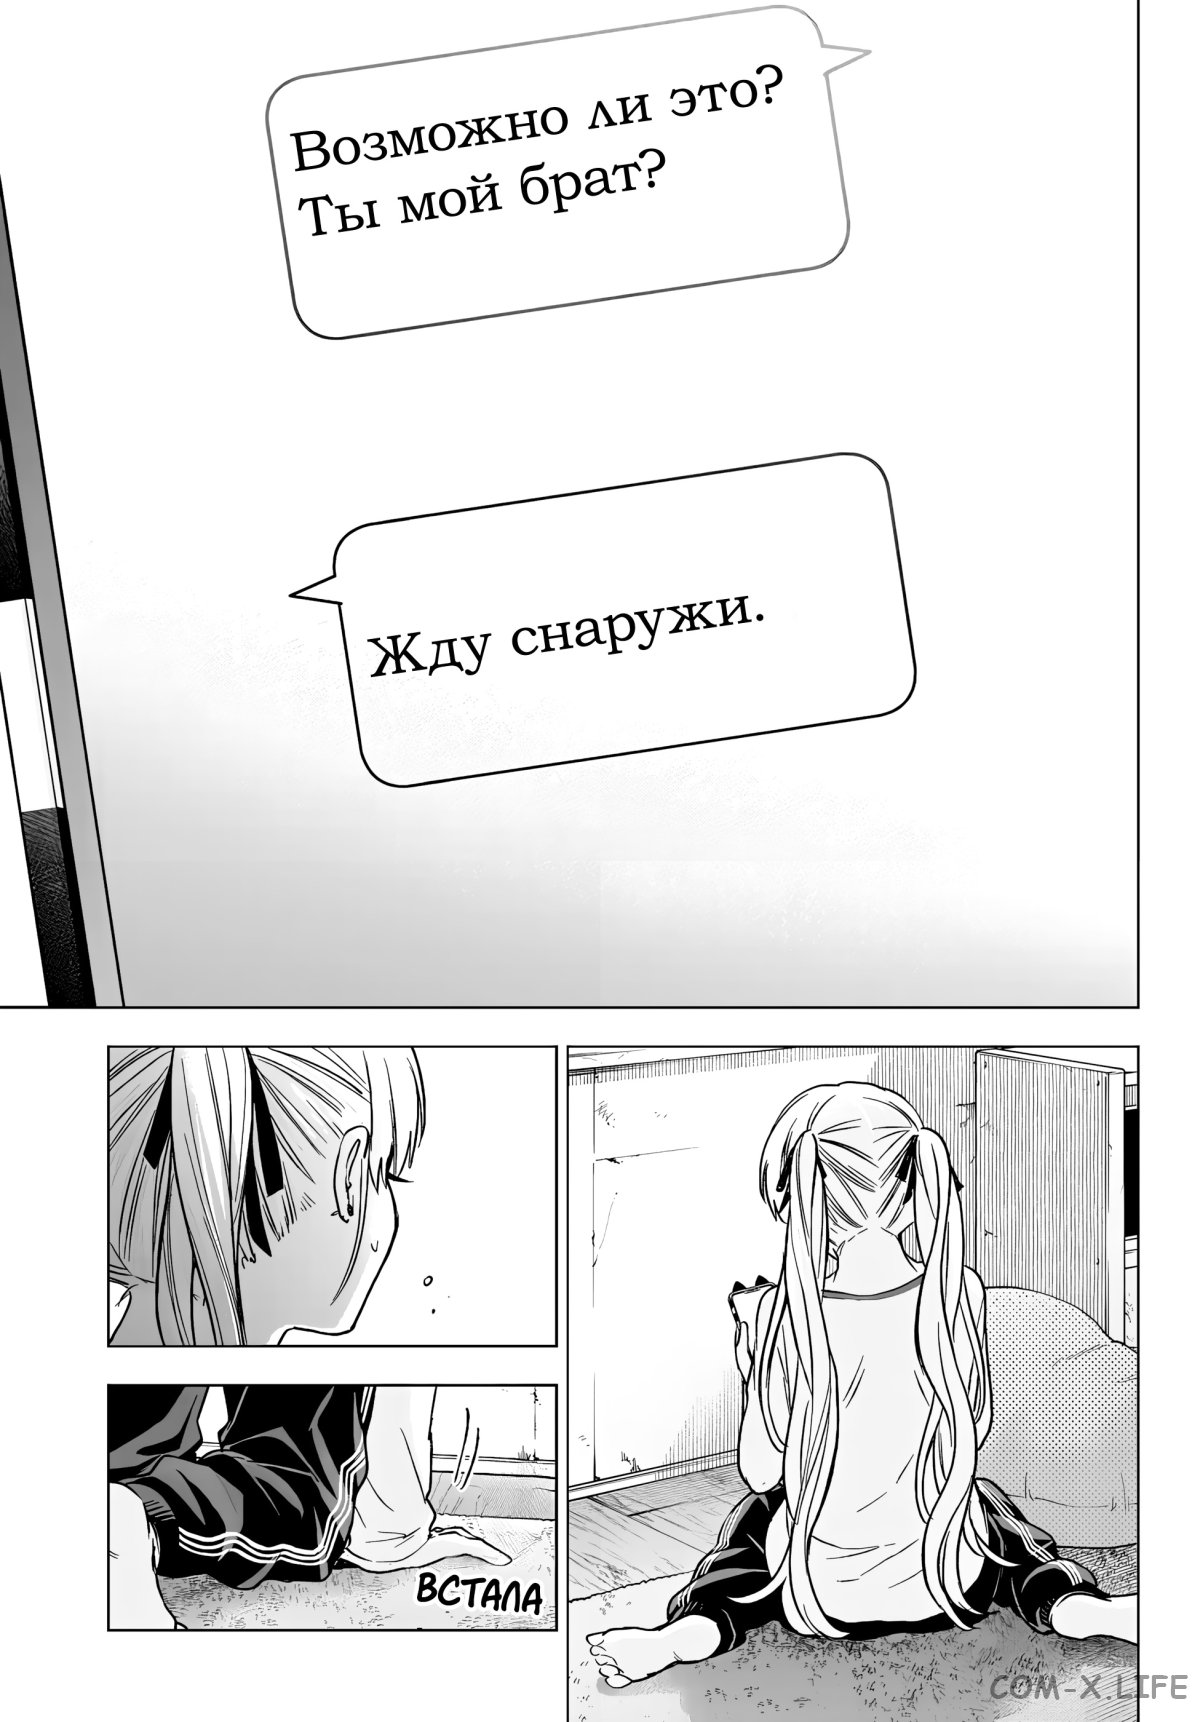 Возможно ли это?
Ты мой брат?
Жду снаружи.
ВСТАЛА
COM-X.LIFE